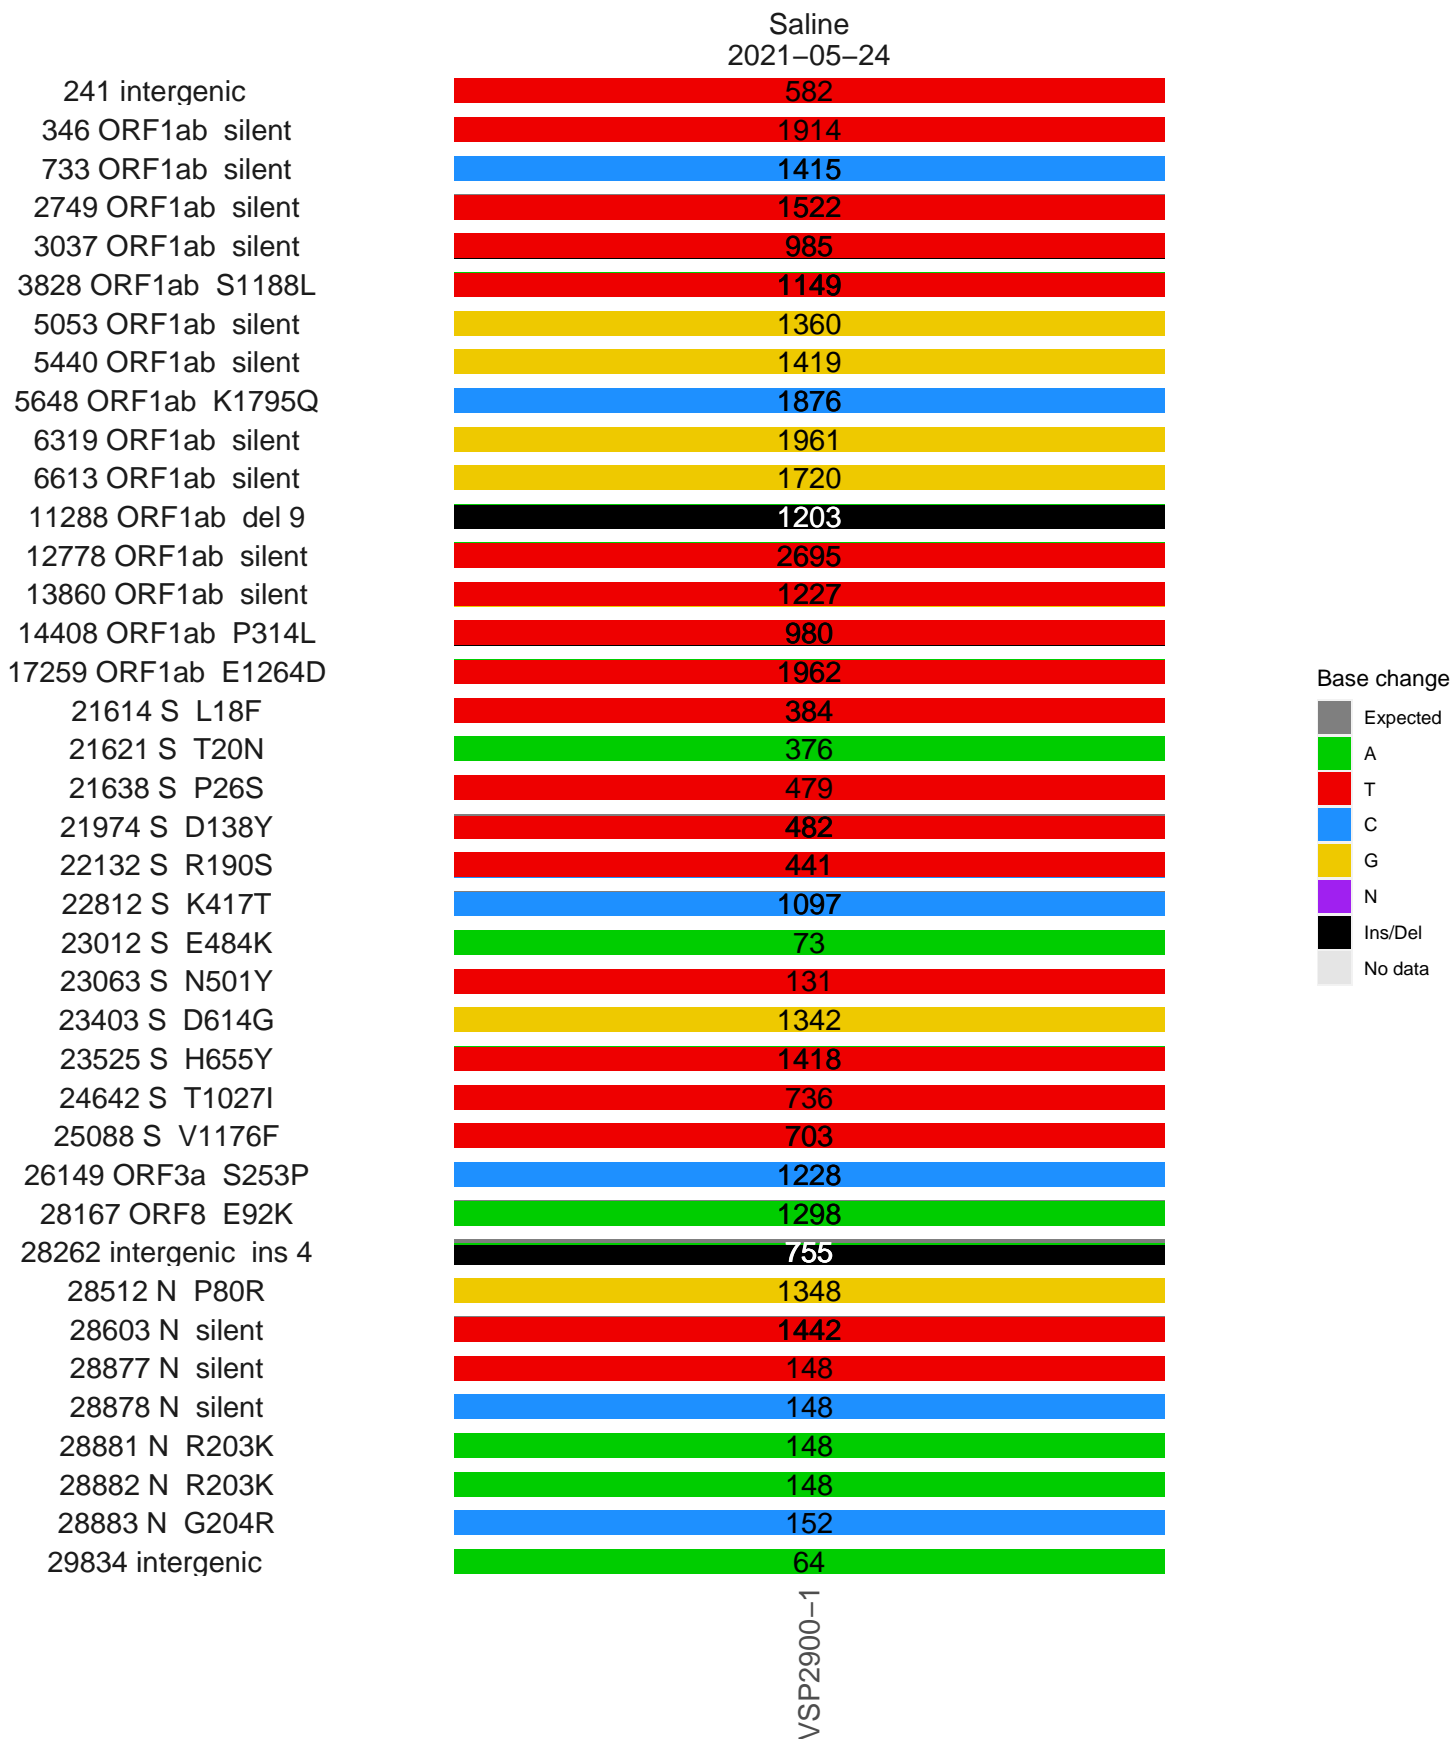 Saline
2021−05−24
241 intergenic 582
346 ORF1ab silent 1914
733 ORF1ab silent 1415
2749 ORF1ab silent 1522
3037 ORF1ab silent 985
3828 ORF1ab S1188L 1149
5053 ORF1ab silent 1360
5440 ORF1ab silent 1419
5648 ORF1ab K1795Q 1876
6319 ORF1ab silent 1961
6613 ORF1ab silent 1720
11288 ORF1ab del 9 1203
12778 ORF1ab silent 2695
13860 ORF1ab silent 1227
14408 ORF1ab P314L 980
17259 ORF1ab E1264D 1962
21614 S L18F 384
21621 S T20N 376
21638 S P26S 479
21974 S D138Y 482
22132 S R190S 441
22812 S K417T 1097
23012 S E484K 73
23063 S N501Y 131
23403 S D614G 1342
23525 S H655Y 1418
24642 S T1027I 736
25088 S V1176F 703
26149 ORF3a S253P 1228
28167 ORF8 E92K 1298
28262 intergenic ins 4 755
28512 N P80R 1348
28603 N silent 1442
28877 N silent 148
28878 N silent 148
28881 N R203K 148
28882 N R203K 148
28883 N G204R 152
29834 intergenic 64
VSP2900−1
Base change
Expected
A
T
C
G
N
Ins/Del
No data